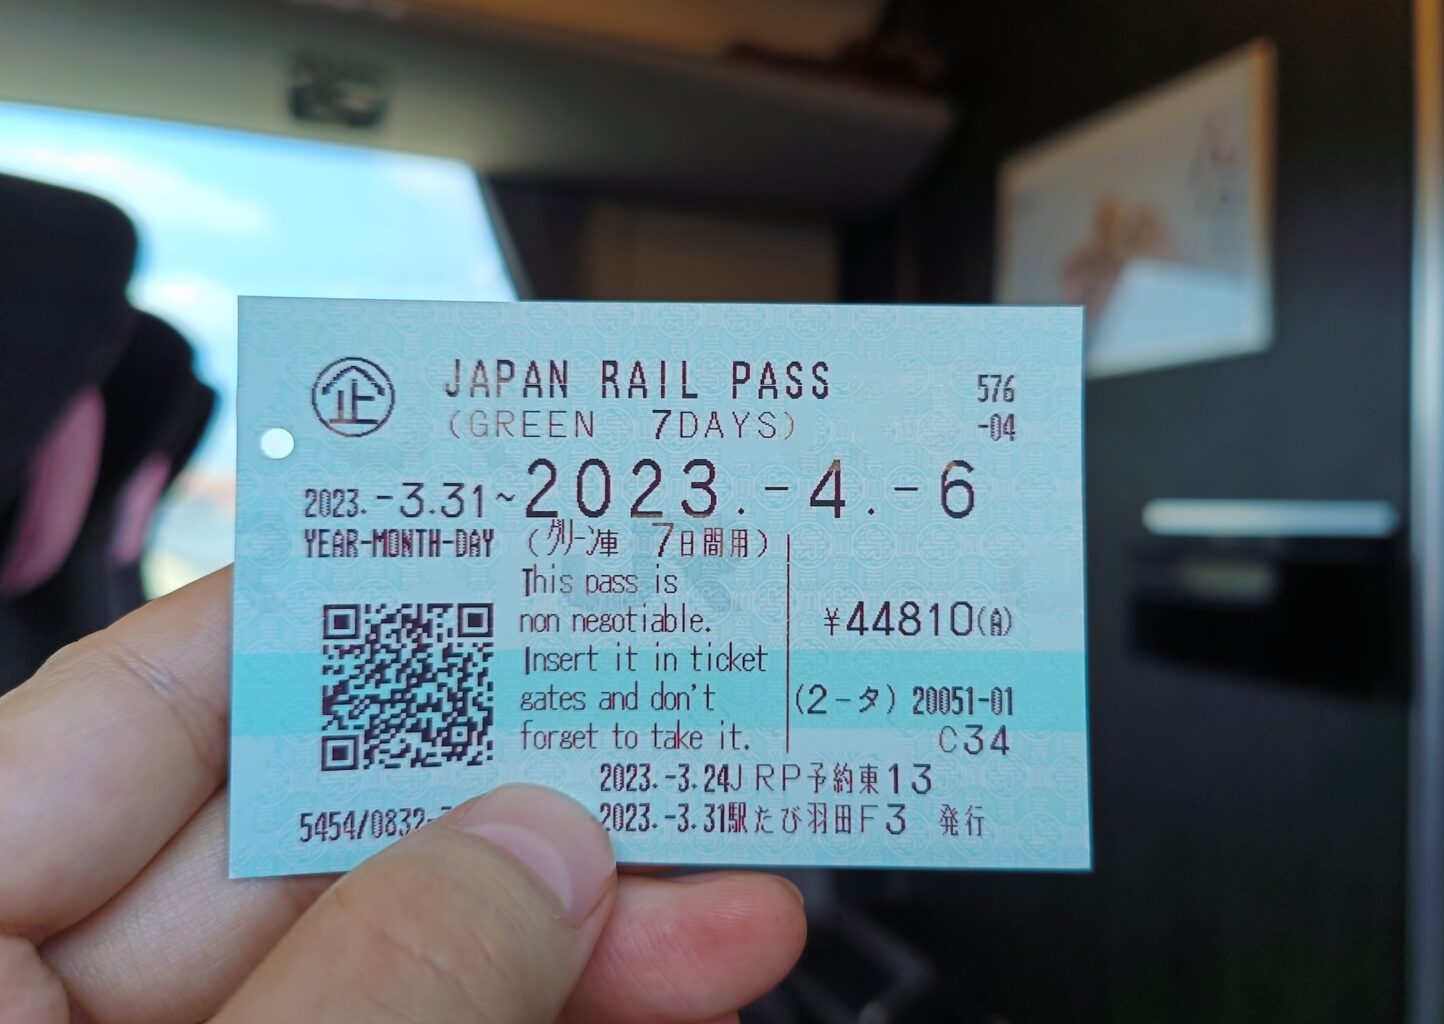 企 JAPAN RAIL PASS 576
(GREEN 7DAYS) -04
2023.-3.31~2023.-4.-6
YEAR-MONTH-DAY (グリーン車 7日間用)
This pass is
non negotiable. ¥44810(A)
Insert it in ticket
gates and don't (2-タ) 20051-01
forget to take it. C34
2023.-3.24JRP予約東13
5454/0832- 2023.-3.31駅たび羽田F3 発行